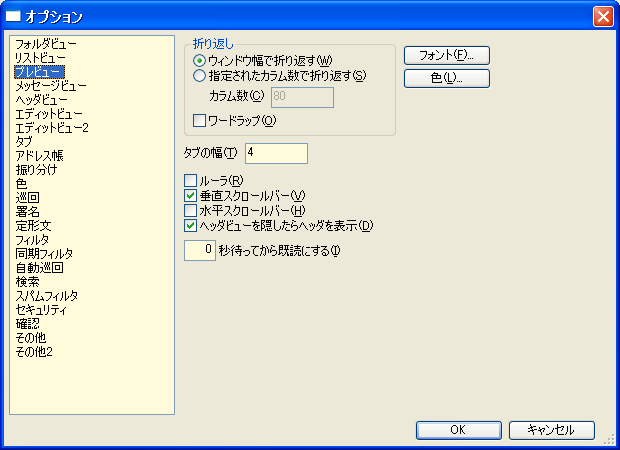 オプション
フォルダビュー
リストビュー
プレビュー
メッセージビュー
ヘッダビュー
エディットビュー
エディットビュー2
タブ
アドレス帳
振り分け
色
巡回
署名
定形文
フィルタ
同期フィルタ
自動巡回
検索
スパムフィルタ
セキュリティ
確認
その他
その他2
折り返し
ウィンドウ幅で折り返す(W)
指定されたカラム数で折り返す(S)
カラム数(C) 80
ワードラップ(O)
フォント(F)...
色(L)...
タブの幅(T) 4
ルーラ(R)
垂直スクロールバー(V)
水平スクロールバー(H)
ヘッダビューを隠したらヘッダを表示(D)
0 秒待ってから既読にする(I)
OK
キャンセル